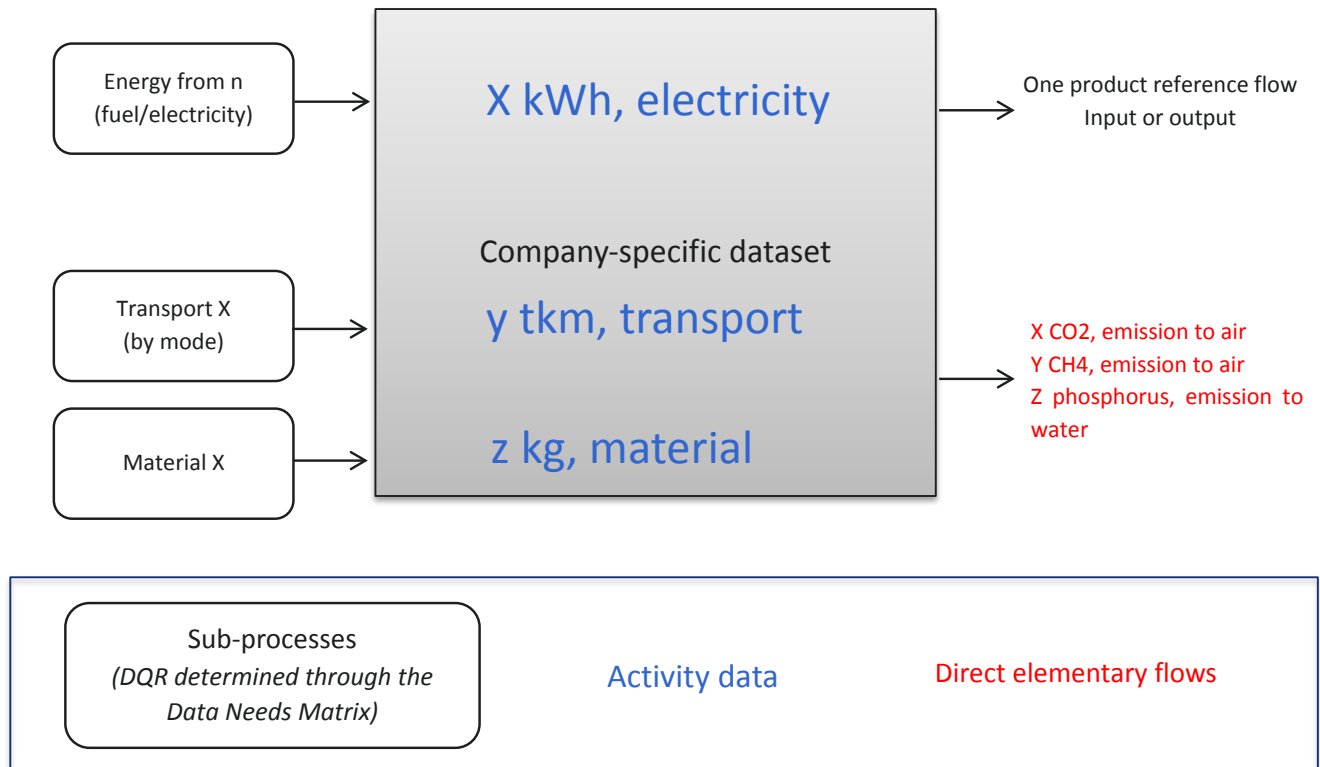 Energy from n
(fuel/electricity)
X kWh, electricity
One product reference flow
Input or output
Company-specific dataset
Transport X
(by mode)
y tkm, transport
X CO2, emission to air
Y CH4, emission to air
Z phosphorus, emission to
water
Material X
z kg, material
Sub-processes
(DQR determined through the
Data Needs Matrix)
Activity data
Direct elementary flows